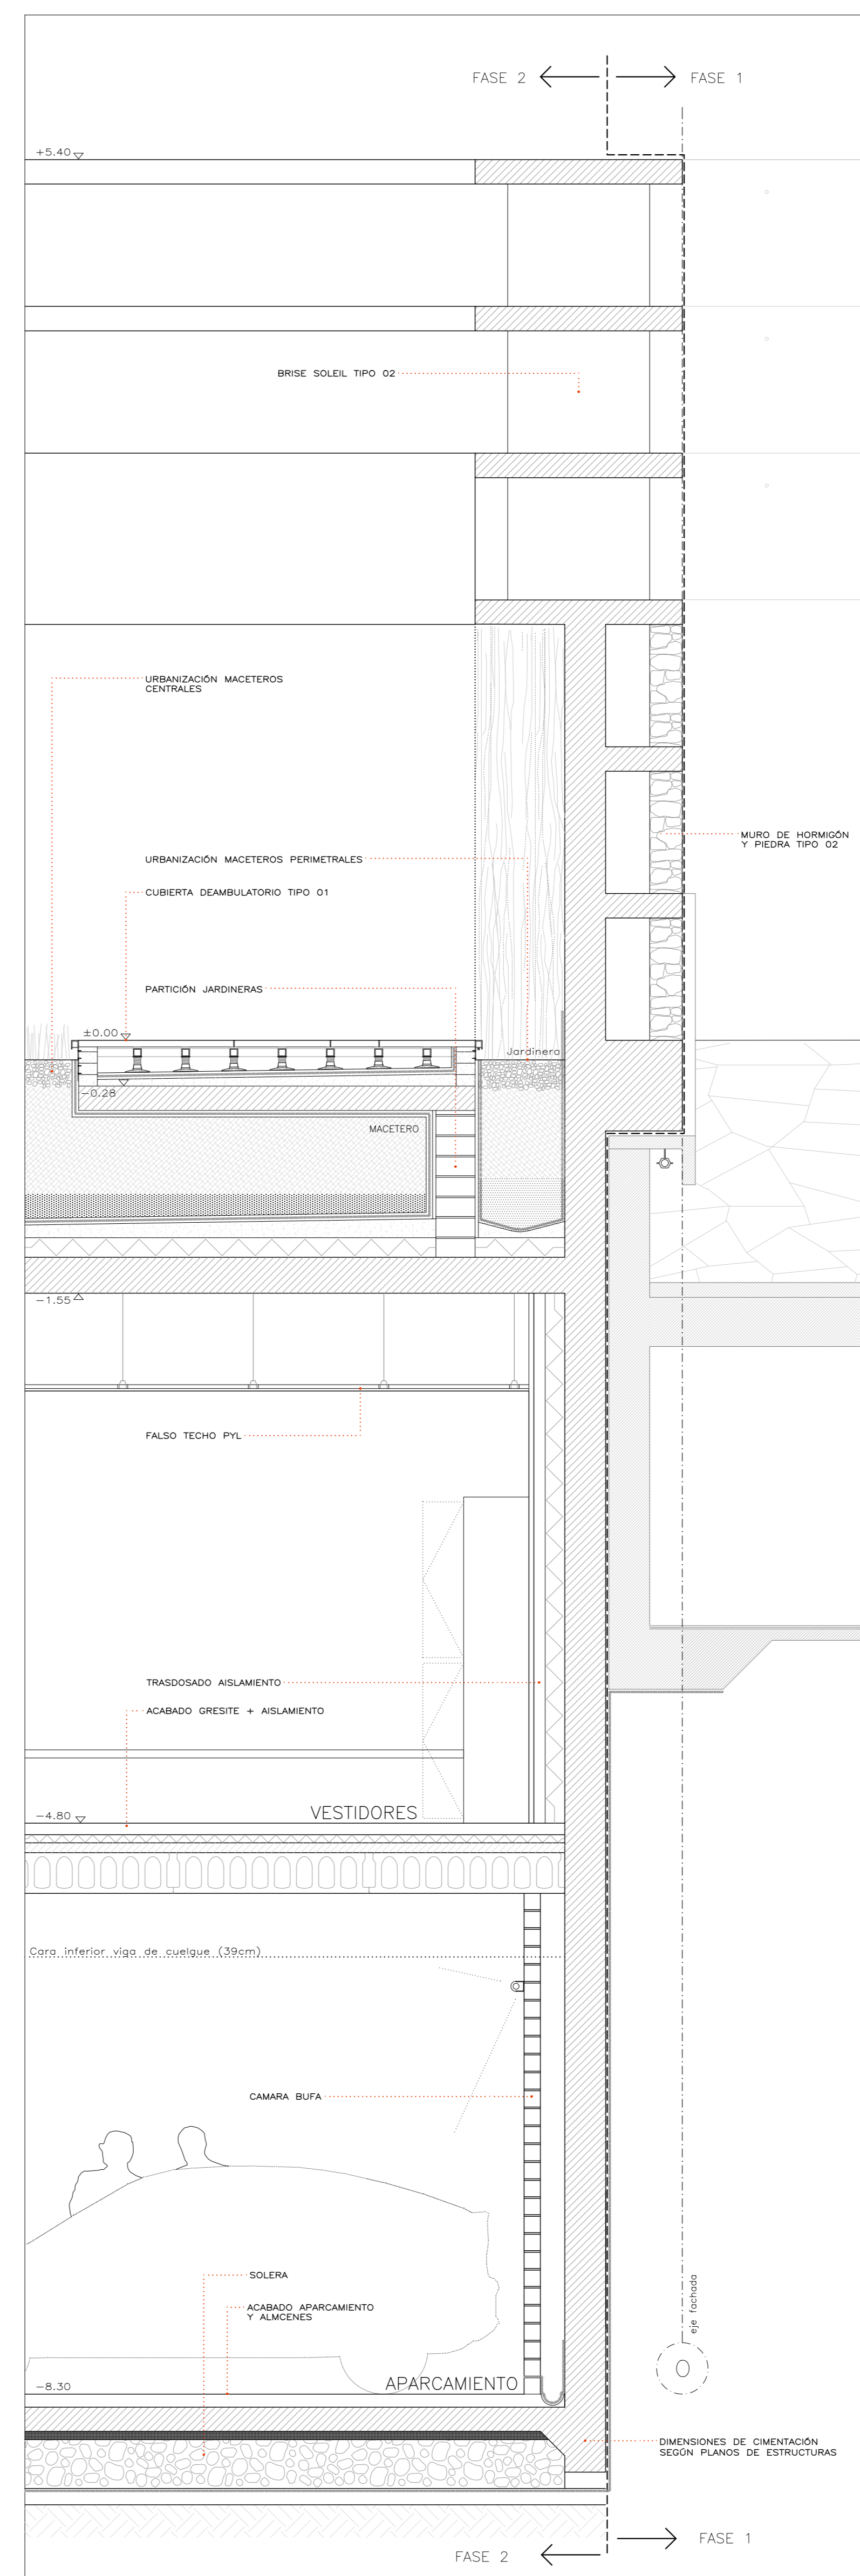 FASE 2
FASE 1
+5.40
BRISE SOLEIL TIPO 02
URBANIZACIÓN MACETEROS
CENTRALES
MURO DE HORMIGÓN
Y PIEDRA TIPO 02
URBANIZACIÓN MACETEROS PERIMETRALES
CUBIERTA DEAMBULATORIO TIPO 01
PARTICIÓN JARDINERAS
±0.00
Jardinera
-0.28
MACETERO
-1.55
FALSO TECHO PYL
TRASDOSADO AISLAMIENTO
ACABADO GRESITE + AISLAMIENTO
VESTIDORES
-4.80
Cara inferior viga de cuelgue (39cm)
CAMARA BUFA
SOLERA
eje fachada
ACABADO APARCAMIENTO
Y ALMCENES
O
APARCAMIENTO
-8.30
DIMENSIONES DE CIMENTACIÓN
SEGÚN PLANOS DE ESTRUCTURAS
FASE 1
FASE 2